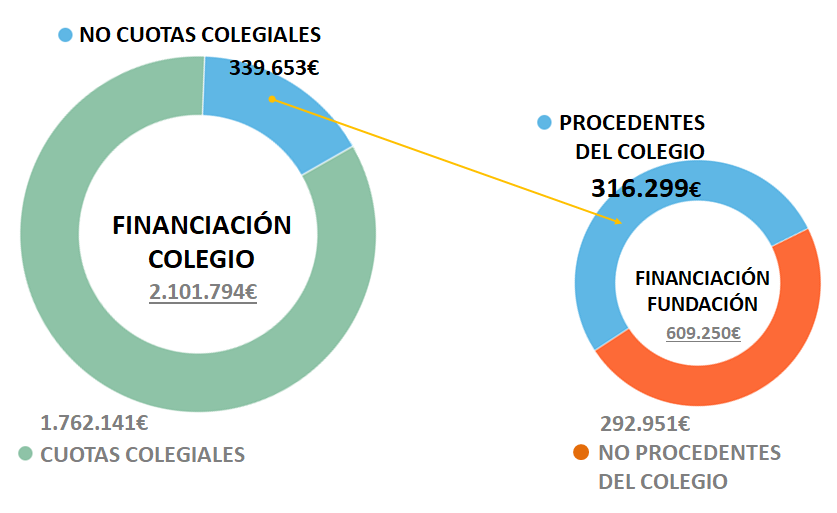 NO CUOTAS COLEGIALES
339.653€
FINANCIACIÓN
COLEGIO
2.101.794€
1.762.141€
CUOTAS COLEGIALES
PROCEDENTES
DEL COLEGIO
316.299€
FINANCIACIÓN
FUNDACIÓN
609.250€
292.951€
NO PROCEDENTES
DEL COLEGIO